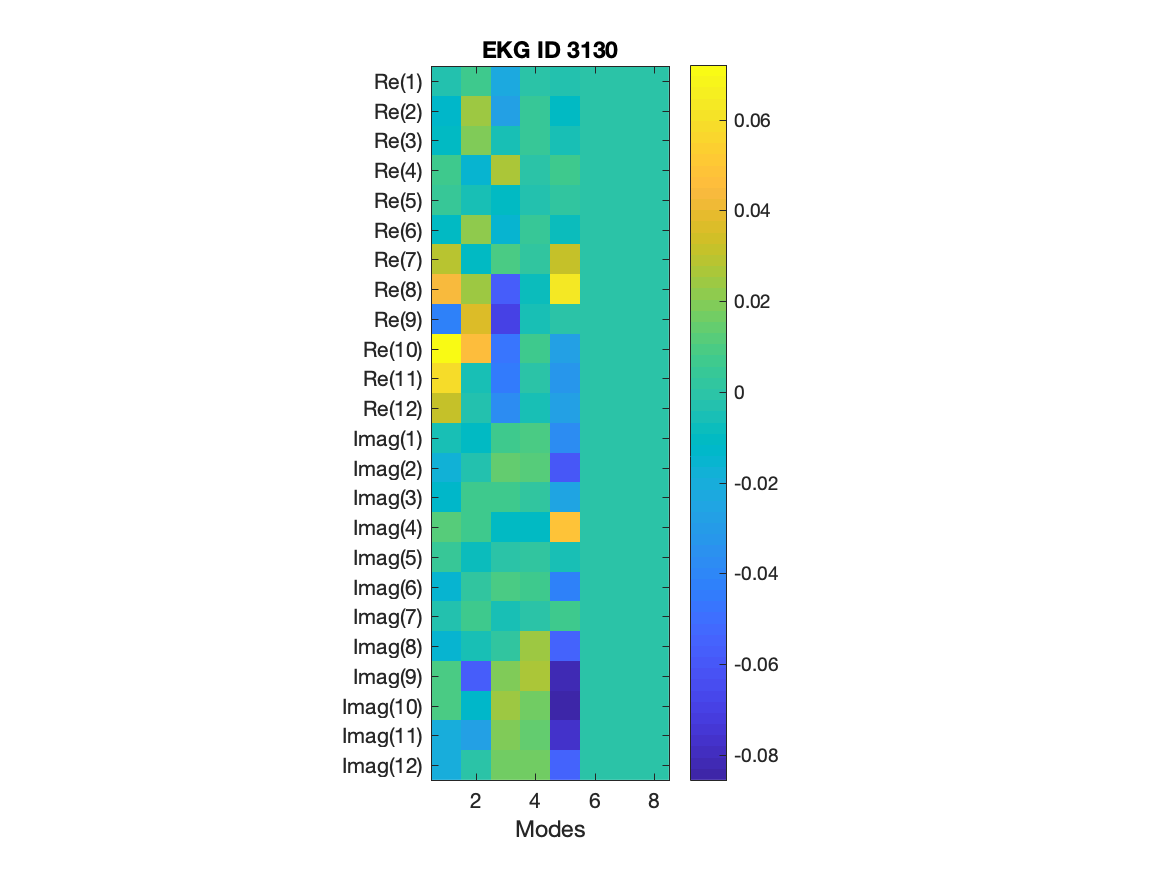 EKG ID 3130
Re(1)
Re(2)
Re(3)
Re(4)
Re(5)
Re(6)
Re(7)
Re(8)
Re(9)
Re(10)
Re(11)
Re(12)
Imag(1)
Imag(2)
Imag(3)
Imag(4)
Imag(5)
Imag(6)
Imag(7)
Imag(8)
Imag(9)
Imag(10)
Imag(11)
Imag(12)
2 4 6 8
Modes
0.06
0.04
0.02
0
-0.02
-0.04
-0.06
-0.08